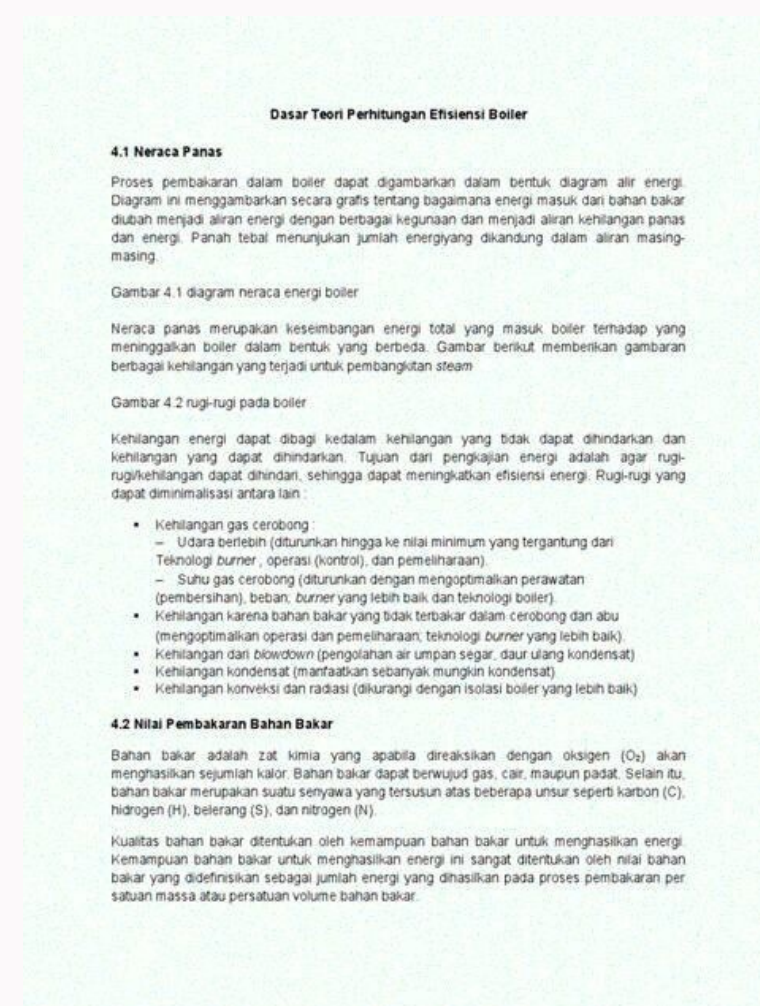 Dasar Teori Perhitungan Efisiensi Boiler
4.1 Neraca Panas
Proses pembakaran dalam boiler dapat digambarkan dalam bentuk diagram alir energi.
Diagram ini menggambarkan secara grafis tentang bagaimana energi masuk dari bahan bakar
diubah menjadi aliran energi dengan berbagai kegunaan dan menjadi aliran kehilangan panas
dan energi. Panah tebal menunjukan jumlah energiyang dikandung dalam aliran masing-
masing.
Gambar 4.1 diagram neraca energi boiler
Neraca panas merupakan keseimbangan energi total yang masuk boiler terhadap yang
meninggalkan boiler dalam bentuk yang berbeda. Gambar berikut memberikan gambaran
berbagai kehilangan yang terjadi untuk pembangkitan steam
Gambar 4.2 rugi-rugi pada boiler
Kehilangan energi dapat dibagi kedalam kehilangan yang tidak dapat dihindarkan dan
kehilangan yang dapat dihindarkan. Tujuan dari pengkajian energi adalah agar rugi-
rugi/kehilangan dapat dihindari, sehingga dapat meningkatkan efisiensi energi. Rugi-rugi yang
dapat diminimalisasi antara lain :
• Kehilangan gas cerobong :
– Udara berlebih (diturunkan hingga ke nilai minimum yang tergantung dari
Teknologi burner , operasi (kontrol), dan pemeliharaan).
– Suhu gas cerobong (diturunkan dengan mengoptimalkan perawatan
(pembersihan), beban; burner yang lebih baik dan teknologi boiler).
• Kehilangan karena bahan bakar yang tidak terbakar dalam cerobong dan abu
(mengoptimalkan operasi dan pemeliharaan; teknologi burner yang lebih baik).
• Kehilangan dari blowdown (pengolahan air umpan segar, daur ulang kondensat)
• Kehilangan kondensat (manfaatkan sebanyak mungkin kondensat)
• Kehilangan konveksi dan radiasi (dikurangi dengan isolasi boiler yang lebih baik)
4.2 Nilai Pembakaran Bahan Bakar
Bahan bakar adalah zat kimia yang apabila direaksikan dengan oksigen (O₂) akan
menghasilkan sejumlah kalor. Bahan bakar dapat berwujud gas, cair, maupun padat. Selain itu,
bahan bakar merupakan suatu senyawa yang tersusun atas beberapa unsur seperti karbon (C),
hidrogen (H), belerang (S), dan nitrogen (N).
Kualitas bahan bakar ditentukan oleh kemampuan bahan bakar untuk menghasilkan energi.
Kemampuan bahan bakar untuk menghasilkan energi ini sangat ditentukan oleh nilai bahan
bakar yang didefinisikan sebagai jumlah energi yang dihasilkan pada proses pembakaran per
satuan massa atau persatuan volume bahan bakar.